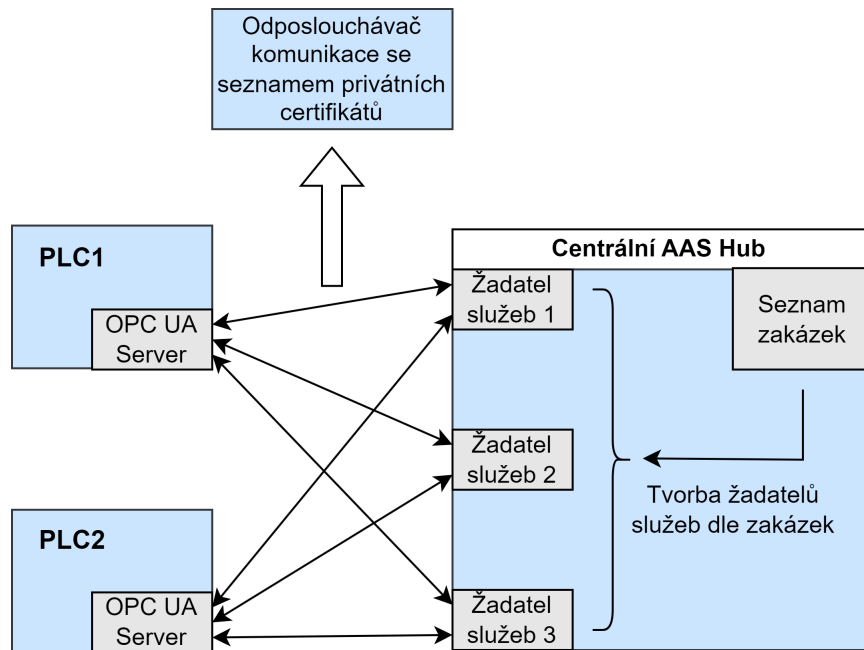 Odposlouchávač
komunikace se
seznamem privátních
certifikátů
PLC1
OPC UA
Server
Centrální AAS Hub
Žadatel
služeb 1
Seznam
zakázek
Žadatel
služeb 2
Tvorba žadatelů
služeb dle zakázek
PLC2
OPC UA
Server
Žadatel
služeb 3